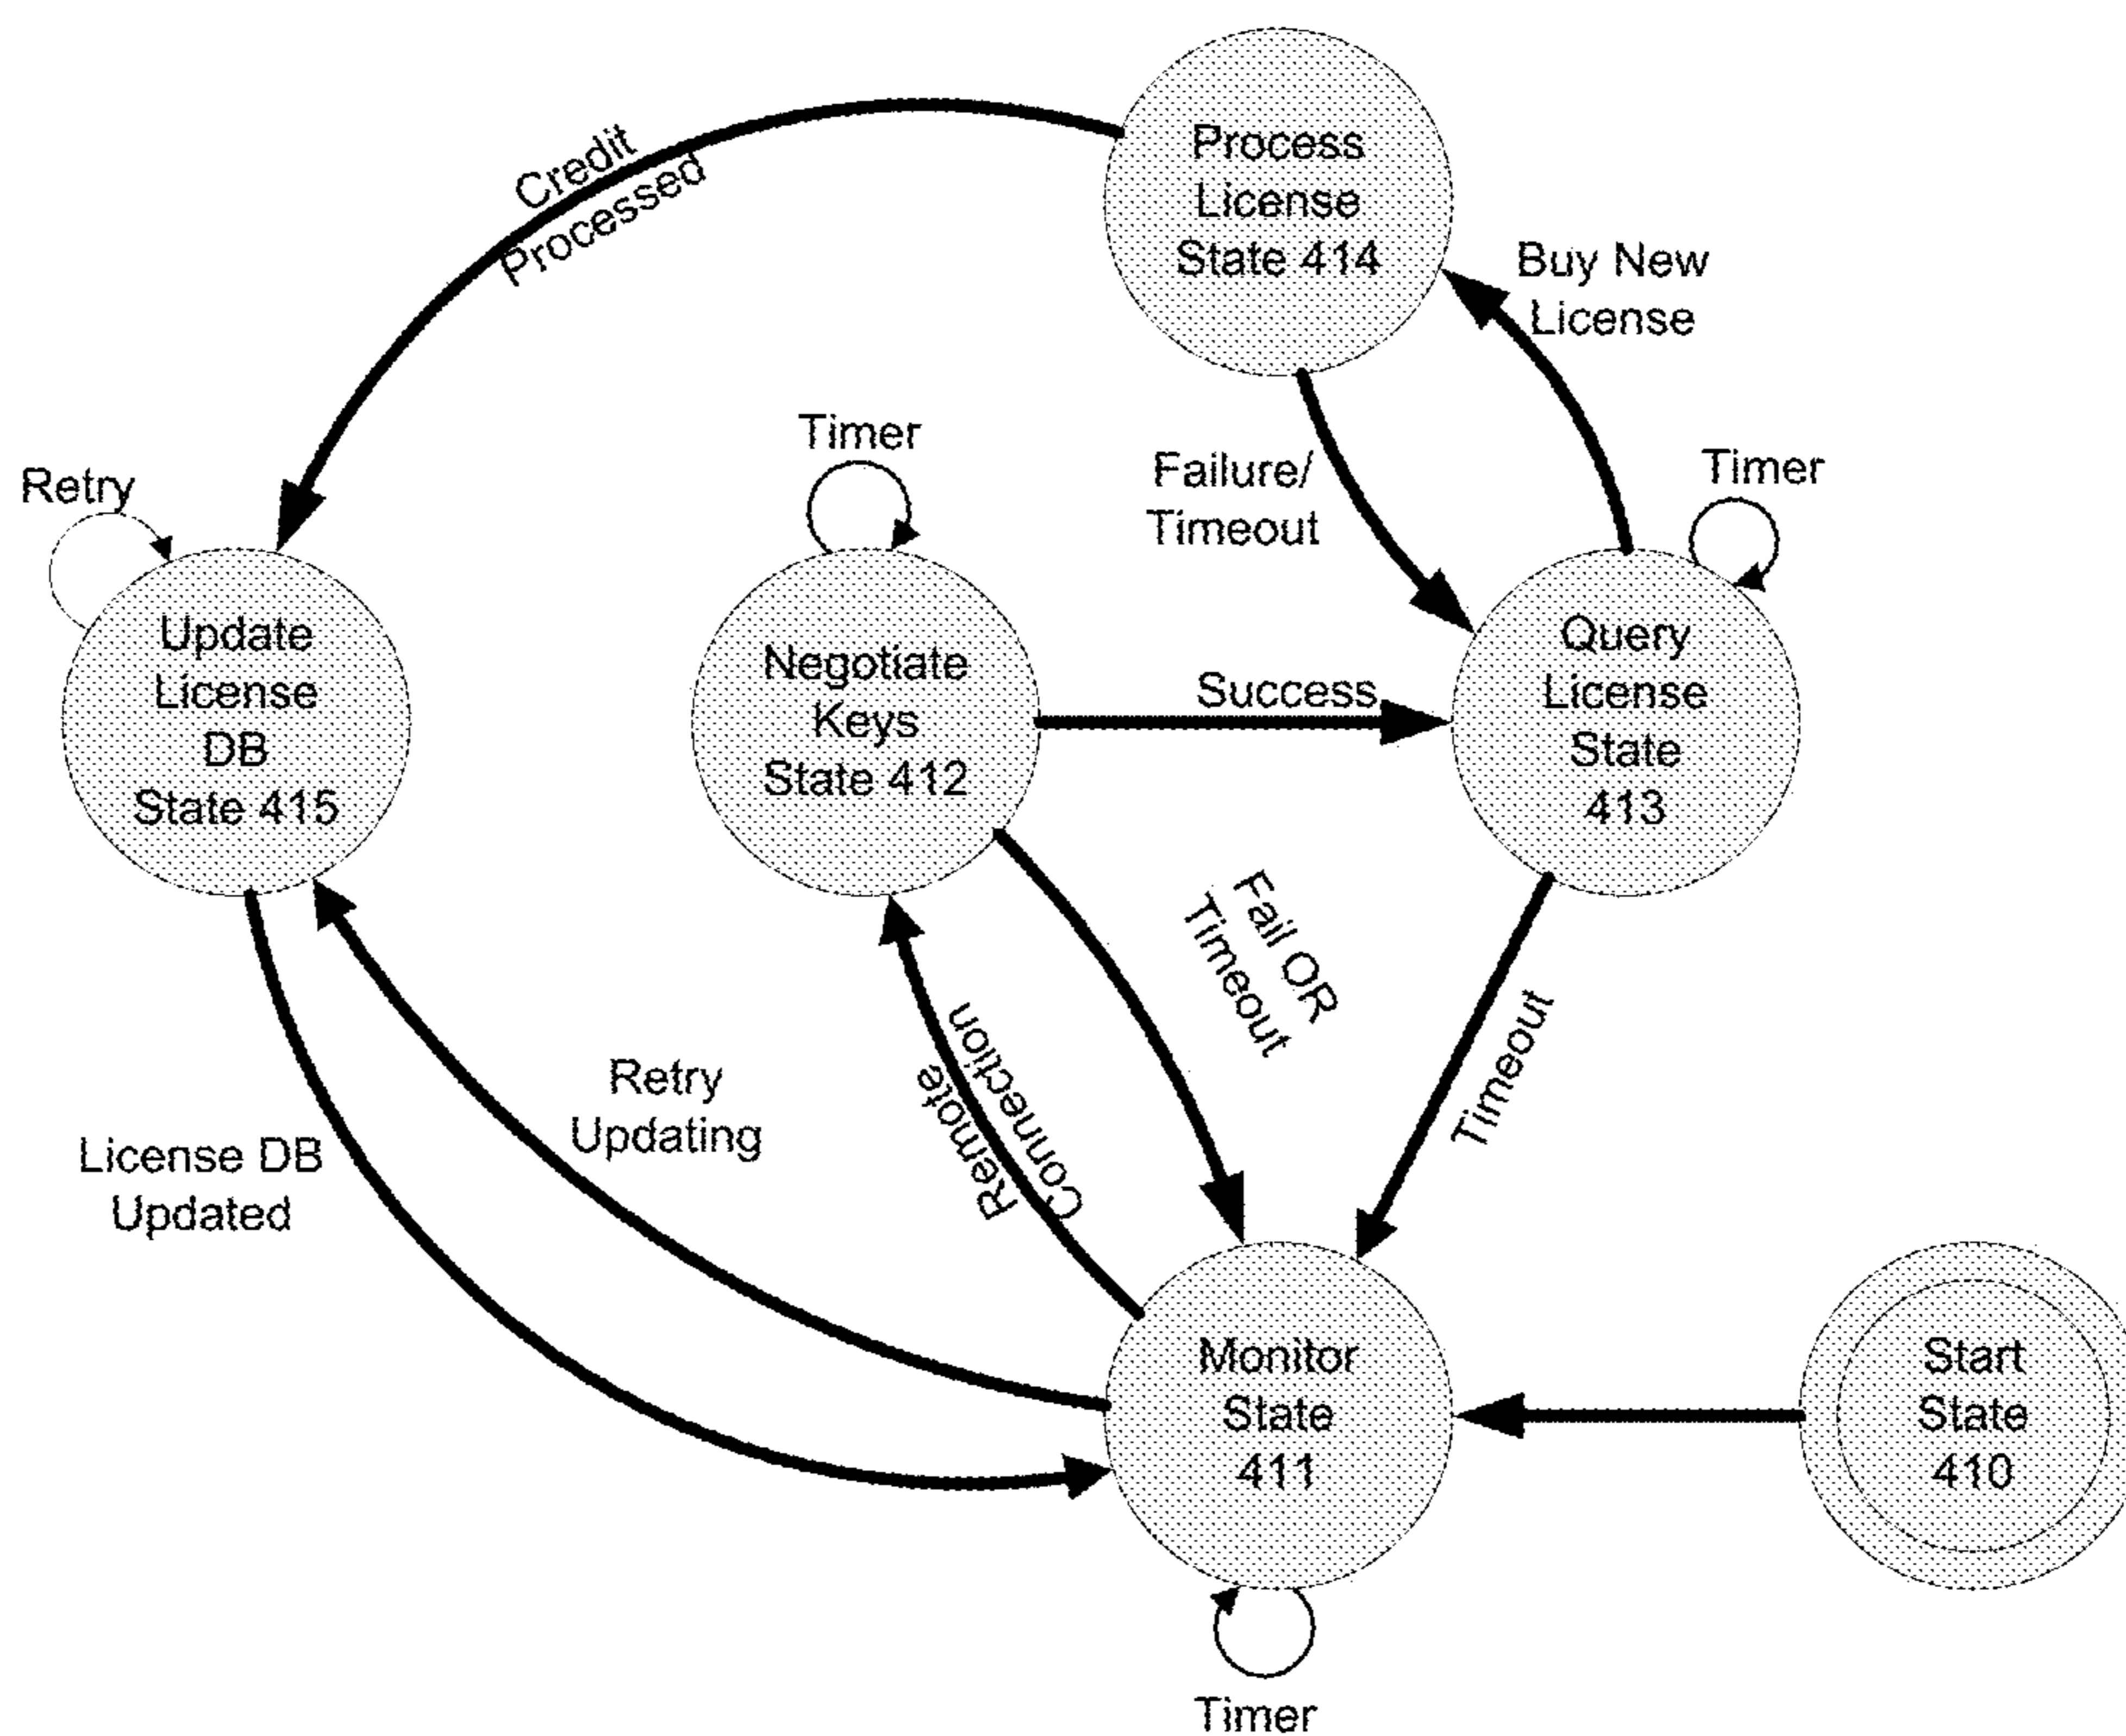 Process
License
State 414
Credit
Processed
Buy New
License
Timer
Failure/
Timeout
Timer
Retry
Update
License
DB
State 415
Negotiate
Keys
State 412
Success
Query
License
State
413
Fail OR
Timeout
Remote
Connection
Timeout
Retry
Updating
License DB
Updated
Monitor
State
411
Start
State
410
Timer